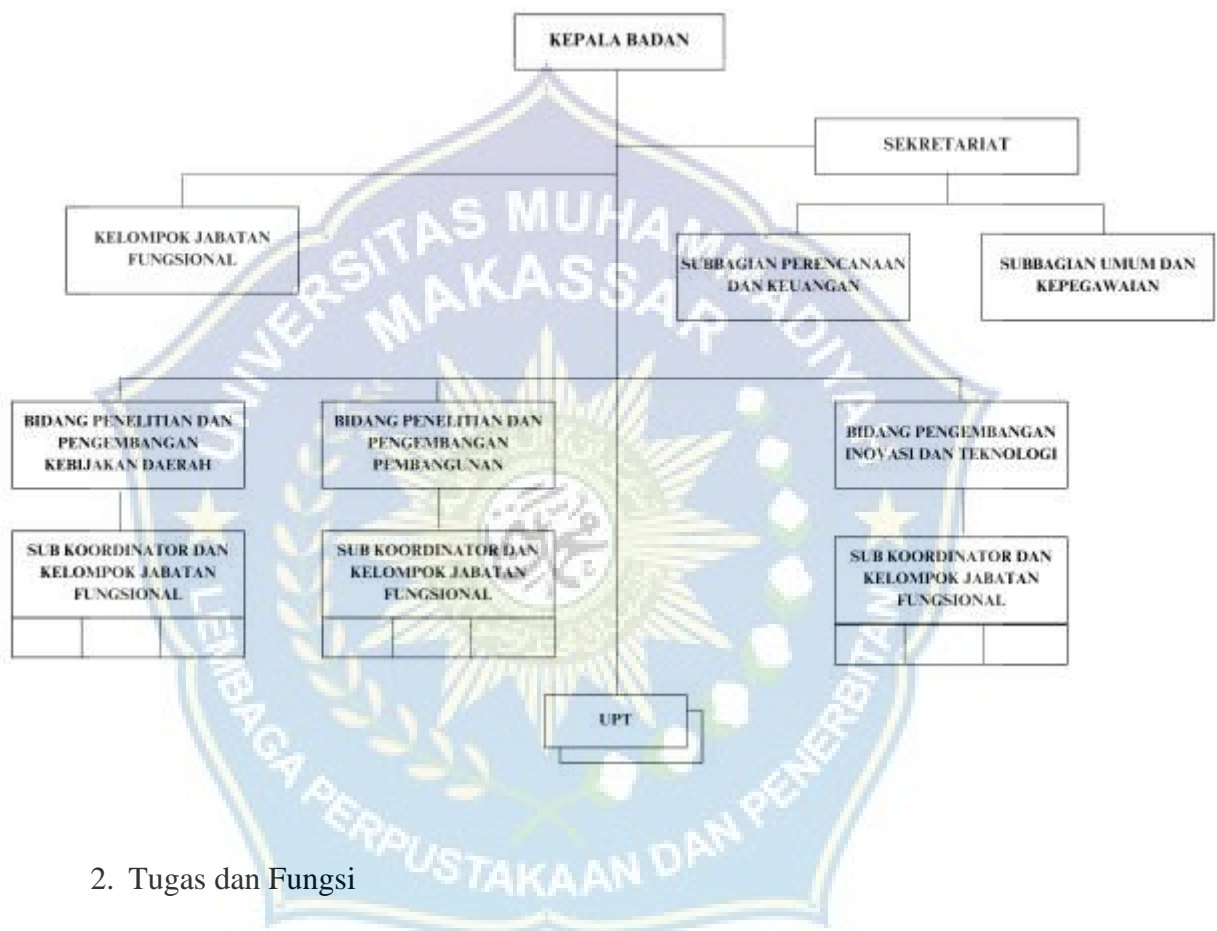 KEPALA BADAN
SEKRETARIAT
KELOMPOK JABATAN
FUNGSIONAL
SUBBAGIAN PERENCANAAN
DAN KEUANGAN
SUBBAGIAN UMUM DAN
KEPEGAWAIAN
BIDANG PENELITIAN DAN
PENGEMBANGAN
KEBIJAKAN DAERAH
BIDANG PENELITIAN DAN
PENGEMBANGAN
PEMBANGUNAN
BIDANG PENGEMBANGAN
INOVASI DAN TEKNOLOGI
SUB KOORDINATOR DAN
KELOMPOK JABATAN
FUNGSIONAL
SUB KOORDINATOR DAN
KELOMPOK JABATAN
FUNGSIONAL
SUB KOORDINATOR DAN
KELOMPOK JABATAN
FUNGSIONAL
UPT
UNIVERSITAS MUHAMMADIYAH
MAKASSAR
LEMBAGA PERPUSTAKAAN DAN PENERBITAN
2. Tugas dan Fungsi